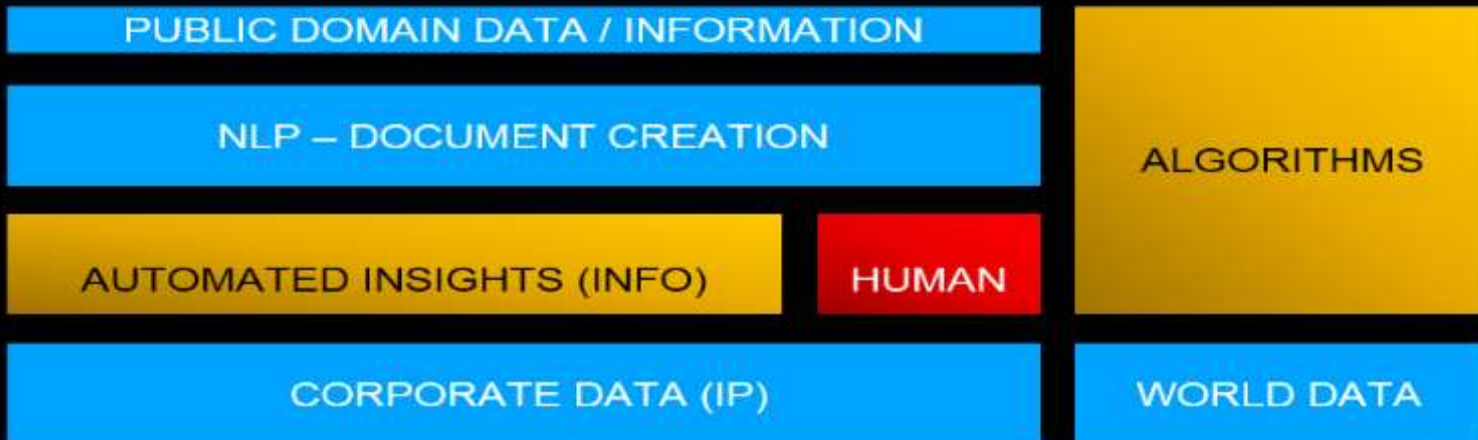 PUBLIC DOMAIN DATA / INFORMATION
NLP – DOCUMENT CREATION
ALGORITHMS
AUTOMATED INSIGHTS (INFO)
HUMAN
CORPORATE DATA (IP)
WORLD DATA